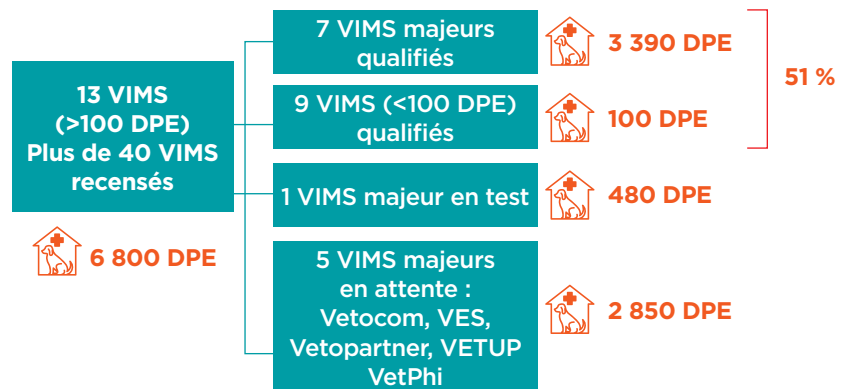 13 VIMS
(>100 DPE)
Plus de 40 VIMS
recensés
6 800 DPE
7 VIMS majeurs
qualifiés
3 390 DPE
9 VIMS (<100 DPE)
qualifiés
100 DPE
51 %
1 VIMS majeur en test
480 DPE
5 VIMS majeurs
en attente :
Vetocom, VES,
Vetopartner, VETUP
VetPhi
2 850 DPE